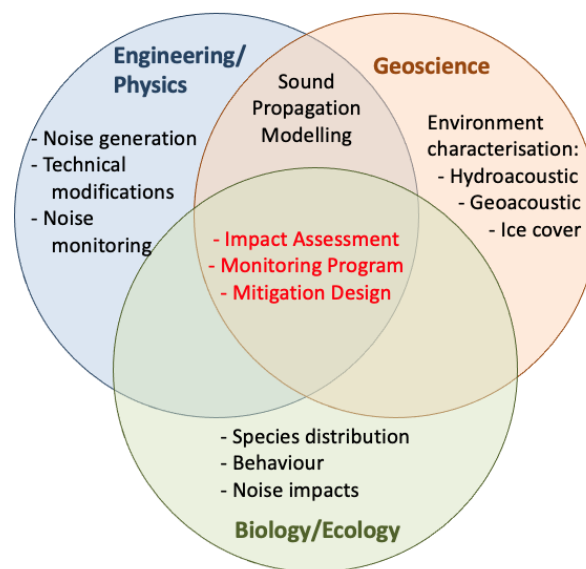 Engineering/
Physics
- Noise generation
- Technical
modifications
- Noise
monitoring
Sound
Propagation
Modelling
Geoscience
Environment
characterisation:
- Hydroacoustic
- Geoacoustic
- Ice cover
- Impact Assessment
- Monitoring Program
- Mitigation Design
- Species distribution
- Behaviour
- Noise impacts
Biology/Ecology